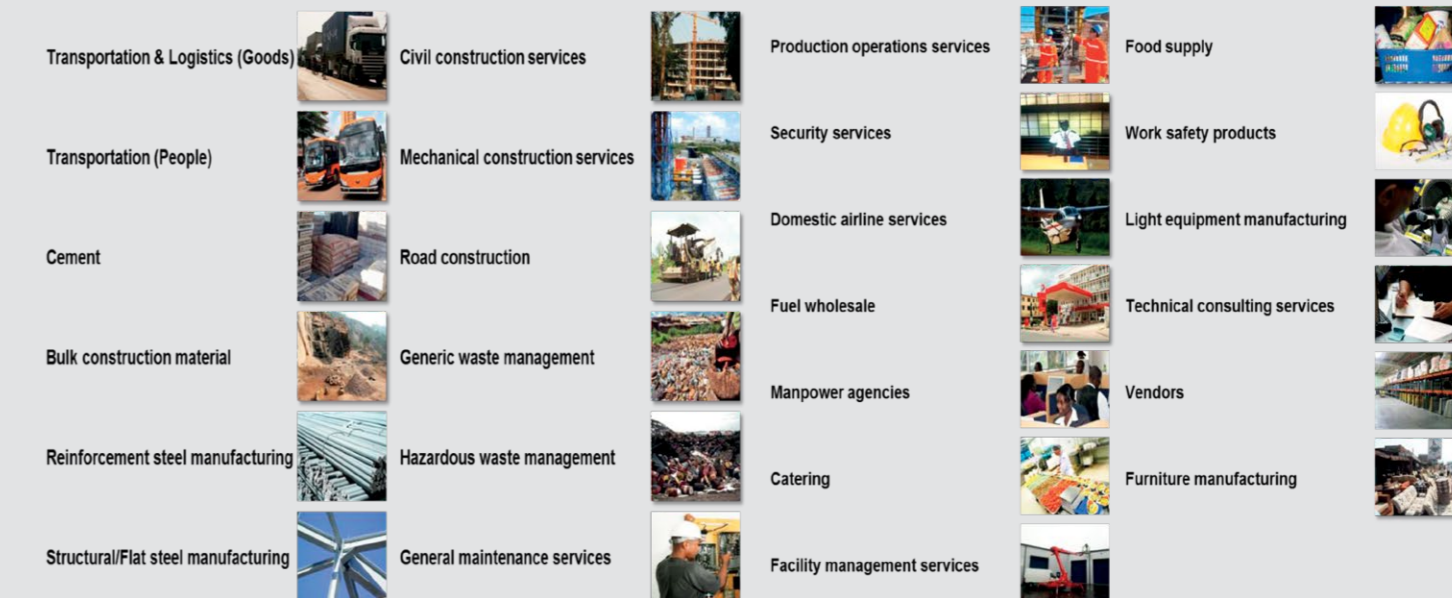 Transportation & Logistics (Goods)
Transportation (People)
Cement
Bulk construction material
Reinforcement steel manufacturing
Structural/Flat steel manufacturing
Civil construction services
Mechanical construction services
Road construction
Generic waste management
Hazardous waste management
General maintenance services
Production operations services
Security services
Domestic airline services
Fuel wholesale
Manpower agencies
Catering
Facility management services
Food supply
Work safety products
Light equipment manufacturing
Technical consulting services
Vendors
Furniture manufacturing